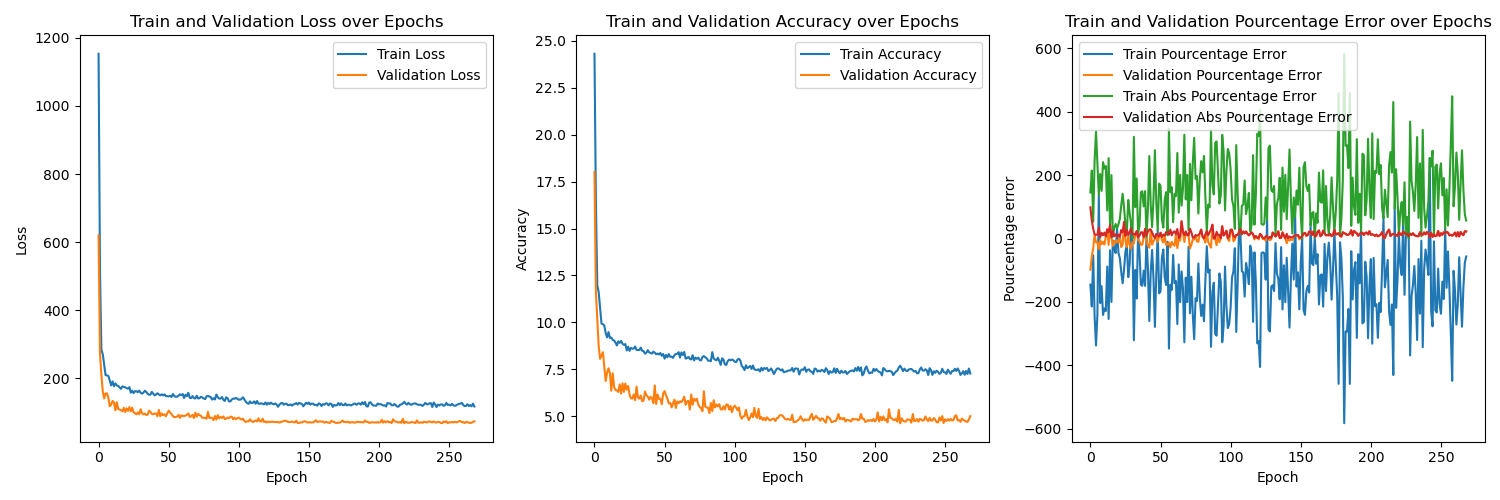 Train and Validation Loss over Epochs
1200
1000
800
600
400
200
0
50
100
150
200
250
Loss
Epoch
Train Loss
Validation Loss
Train and Validation Accuracy over Epochs
25.0
22.5
20.0
17.5
15.0
12.5
10.0
7.5
5.0
0
50
100
150
200
250
Accuracy
Epoch
Train Accuracy
Validation Accuracy
Train and Validation Pourcentage Error over Epochs
600
400
200
0
−200
−400
−600
0
50
100
150
200
250
Pourcentage error
Epoch
Train Pourcentage Error
Validation Pourcentage Error
Train Abs Pourcentage Error
Validation Abs Pourcentage Error